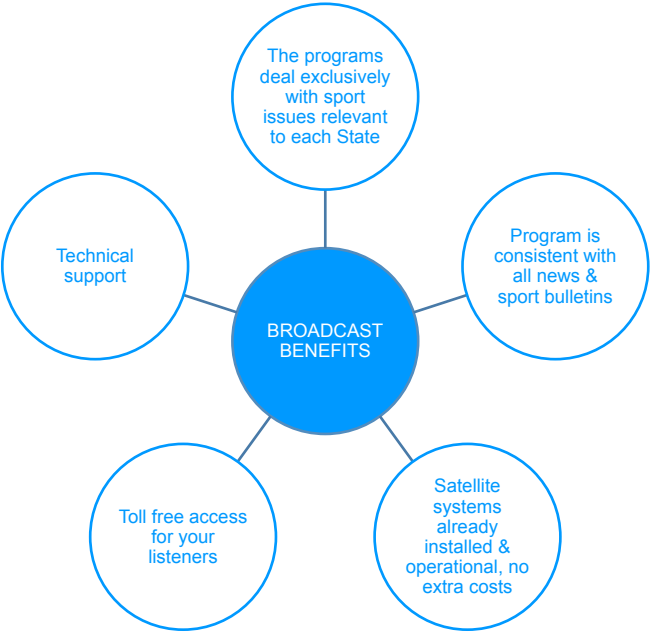 The programs
deal exclusively
with sport
issues relevant
to each State
Program is
consistent with
all news &
sport bulletins
Technical
support
BROADCAST
BENEFITS
Toll free access
for your
listeners
Satellite
systems
already
installed &
operational, no
extra costs